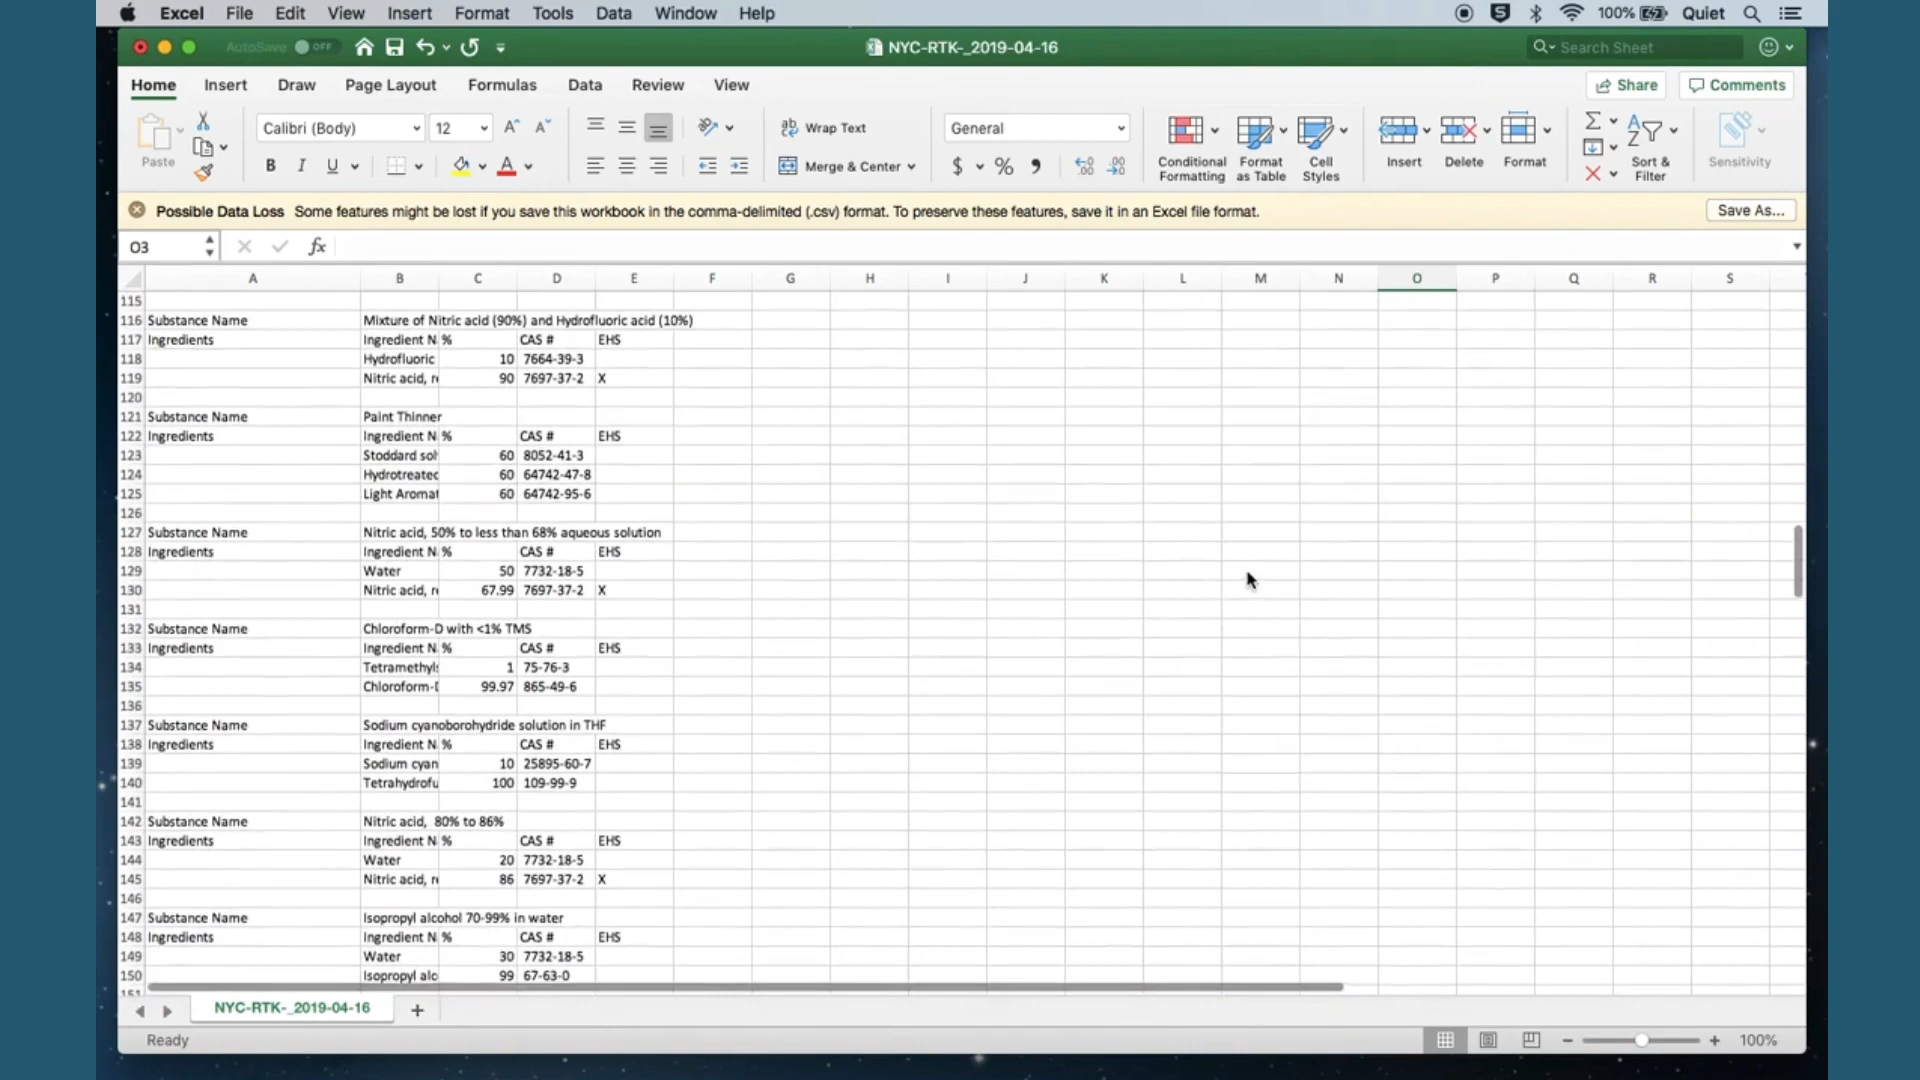 Excel File Edit View Insert Format Tools Data Window Help 100% Quiet
AutoSave OFF NYC-RTK-_2019-04-16 Search Sheet
Home Insert Draw Page Layout Formulas Data Review View Share Comments
Paste Calibri (Body) 12 Wrap Text General Conditional Formatting Format as Table Cell Styles Insert Delete Format Sort & Filter Sensitivity
B I U A Merge & Center $ %
Possible Data Loss Some features might be lost if you save this workbook in the comma-delimited (.csv) format. To preserve these features, save it in an Excel file format. Save As...
O3 fx
A B C D E F G H I J K L M N O P Q R S
115
116 Substance Name Mixture of Nitric acid (90%) and Hydrofluoric acid (10%)
117 Ingredients Ingredient N % CAS # EHS
118 Hydrofluoric 10 7664-39-3
119 Nitric acid, r 90 7697-37-2 X
120
121 Substance Name Paint Thinner
122 Ingredients Ingredient N % CAS # EHS
123 Stoddard sol 60 8052-41-3
124 Hydrotreated 60 64742-47-8
125 Light Aromat 60 64742-95-6
126
127 Substance Name Nitric acid, 50% to less than 68% aqueous solution
128 Ingredients Ingredient N % CAS # EHS
129 Water 50 7732-18-5
130 Nitric acid, r 67.99 7697-37-2 X
131
132 Substance Name Chloroform-D with <1% TMS
133 Ingredients Ingredient N % CAS # EHS
134 Tetramethyls 1 75-76-3
135 Chloroform-D 99.97 865-49-6
136
137 Substance Name Sodium cyanoborohydride solution in THF
138 Ingredients Ingredient N % CAS # EHS
139 Sodium cyan 10 25895-60-7
140 Tetrahydrofu 100 109-99-9
141
142 Substance Name Nitric acid, 80% to 86%
143 Ingredients Ingredient N % CAS # EHS
144 Water 20 7732-18-5
145 Nitric acid, r 86 7697-37-2 X
146
147 Substance Name Isopropyl alcohol 70-99% in water
148 Ingredients Ingredient N % CAS # EHS
149 Water 30 7732-18-5
150 Isopropyl alc 99 67-63-0
151
NYC-RTK-_2019-04-16
Ready 100%